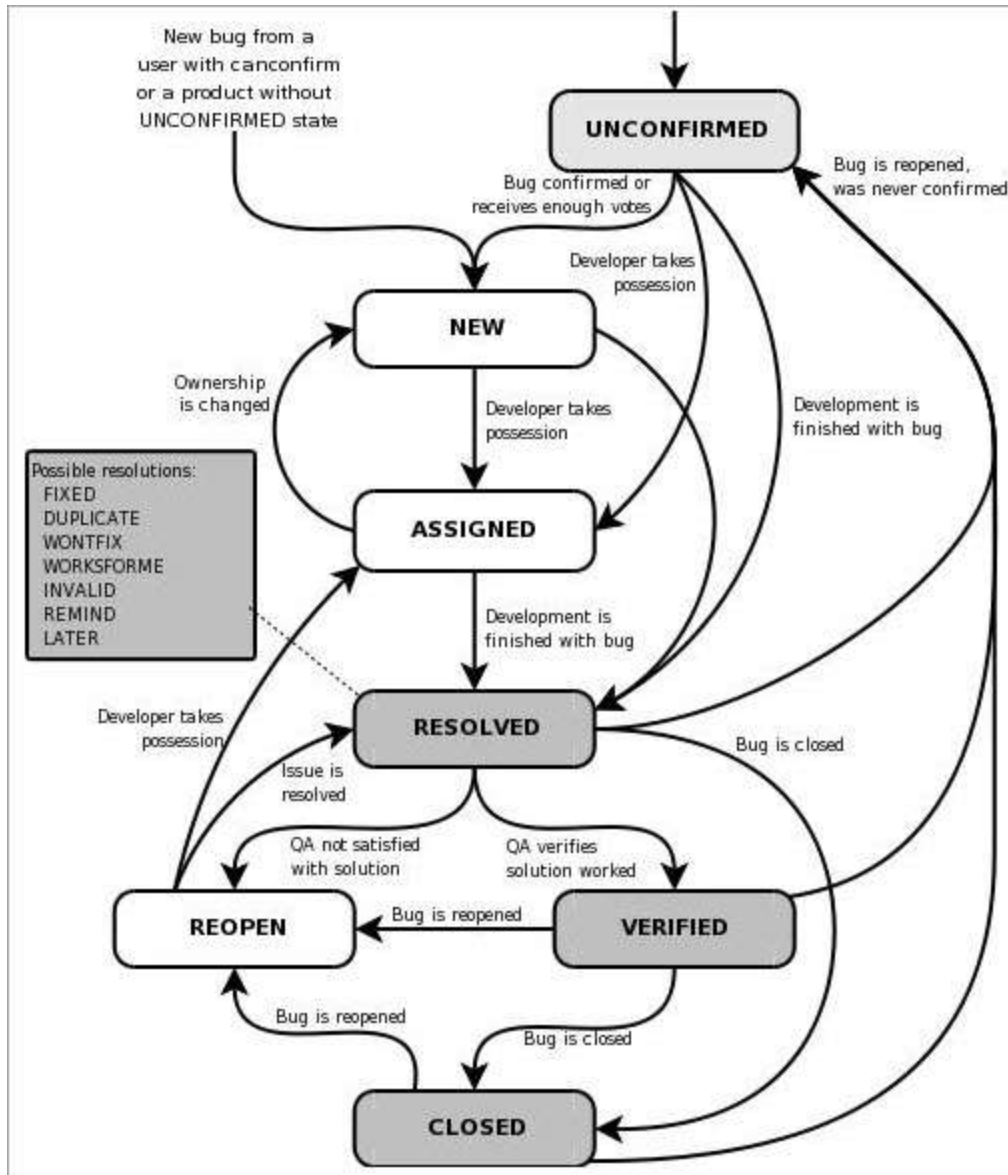 New bug from a
user with canconfirm
or a product without
UNCONFIRMED state
UNCONFIRMED
Bug is reopened,
was never confirmed
Bug confirmed or
receives enough votes
Developer takes
possession
NEW
Ownership
is changed
Developer takes
possession
Development is
finished with bug
Possible resolutions:
FIXED
DUPLICATE
WONTFIX
WORKSFORME
INVALID
REMIND
LATER
ASSIGNED
Development is
finished with bug
Developer takes
possession
RESOLVED
Bug is closed
Issue is
resolved
QA not satisfied
with solution
QA verifies
solution worked
REOPEN
Bug is reopened
VERIFIED
Bug is reopened
Bug is closed
CLOSED